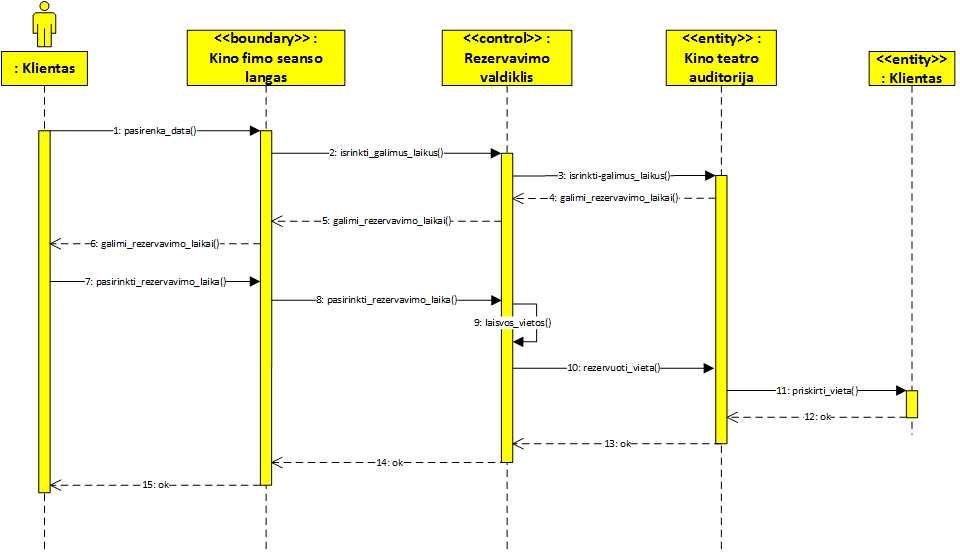 : Klientas
<<boundary>> :
Kino fimo seanso
langas
<<control>> :
Rezervavimo
valdiklis
<<entity>> :
Kino teatro
auditorija
<<entity>>
: Klientas
1: pasirenka_data()
2: isrinkti_galimus_laikus()
3: isrinkti-galimus_laikus()
4: galimi_rezervavimo_laikai()
5: galimi_rezervavimo_laikai()
6: galimi_rezervavimo_laikai()
7: pasirinkti_rezervavimo_laika()
8: pasirinkti_rezervavimo_laika()
9: laisvos_vietos()
10: rezervuoti_vieta()
11: priskirti_vieta()
12: ok
13: ok
14: ok
15: ok